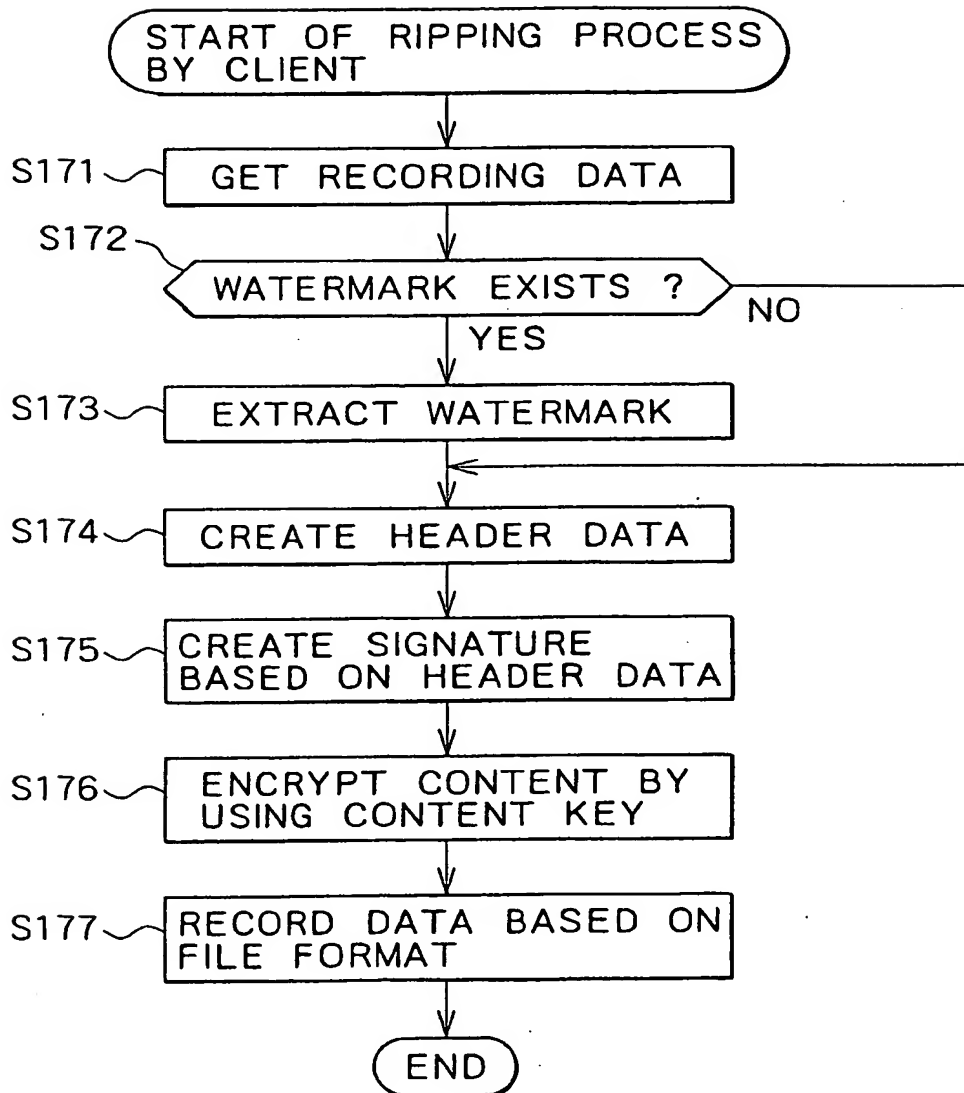 START OF RIPPING PROCESS
BY CLIENT
S171
GET RECORDING DATA
S172
WATERMARK EXISTS ?
NO
YES
S173
EXTRACT WATERMARK
S174
CREATE HEADER DATA
S175
CREATE SIGNATURE
BASED ON HEADER DATA
S176
ENCRYPT CONTENT BY
USING CONTENT KEY
S177
RECORD DATA BASED ON
FILE FORMAT
END